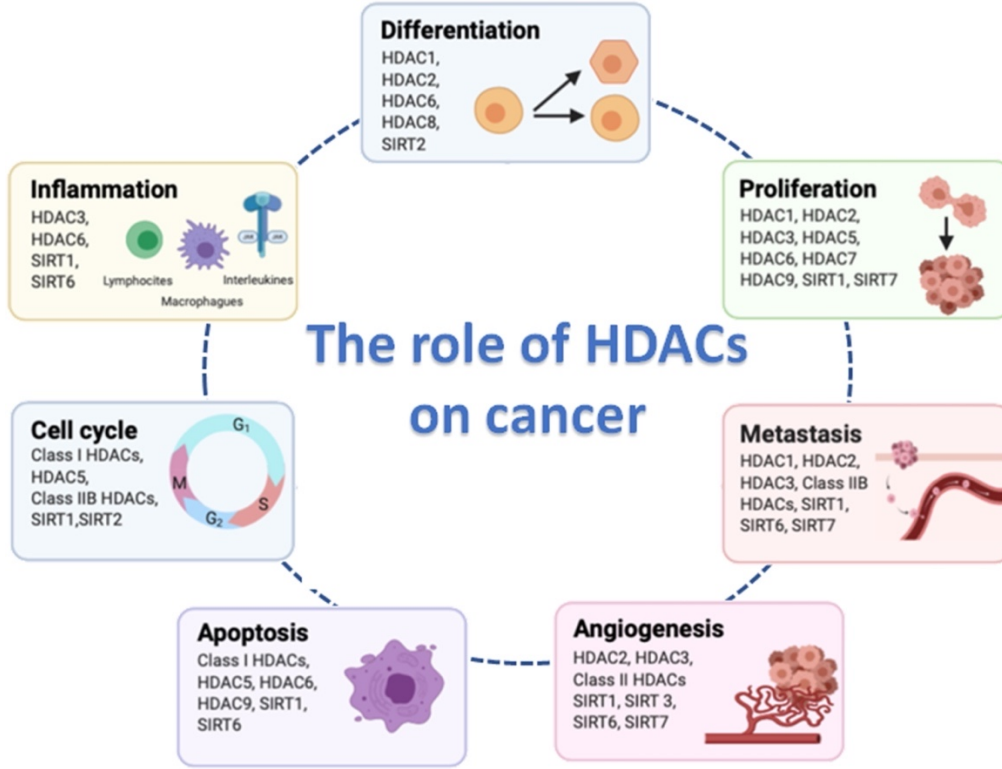 Differentiation
HDAC1,
HDAC2,
HDAC6,
HDAC8,
SIRT2
Inflammation
HDAC3,
HDAC6,
SIRT1,
SIRT6
Lymphocites
Macrophagues
Interleukines
JAK
JAK
Proliferation
HDAC1, HDAC2,
HDAC3, HDAC5,
HDAC6, HDAC7
HDAC9, SIRT1, SIRT7
The role of HDACs
on cancer
Cell cycle
Class I HDACs,
HDAC5,
Class IIB HDACs,
SIRT1,SIRT2
G1
M
S
G2
Metastasis
HDAC1, HDAC2,
HDAC3, Class IIB
HDACs, SIRT1,
SIRT6, SIRT7
Apoptosis
Class I HDACs,
HDAC5, HDAC6,
HDAC9, SIRT1,
SIRT6
Angiogenesis
HDAC2, HDAC3,
Class II HDACs
SIRT1, SIRT 3,
SIRT6, SIRT7